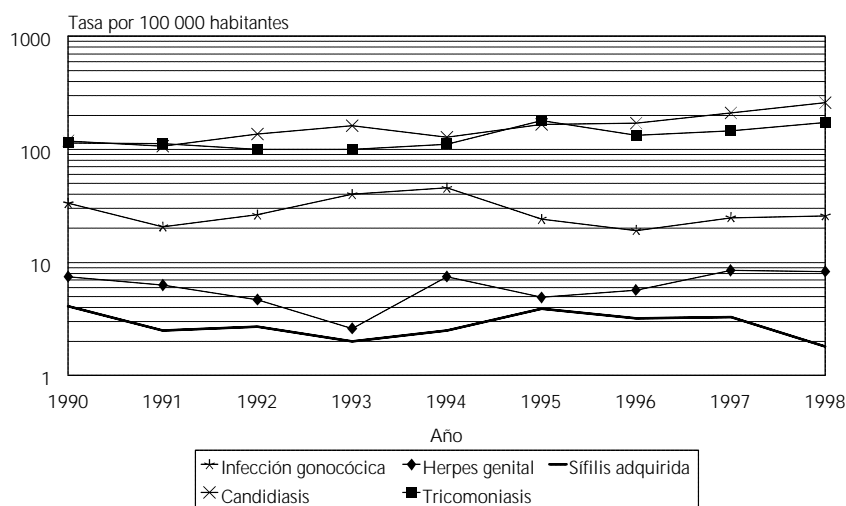 Tasa por 100 000 habitantes
1000
100
10
1
1990 1991 1992 1993 1994 1995 1996 1997 1998
Año
Infección gonocócica Herpes genital Sífilis adquirida
Candidiasis Tricomoniasis